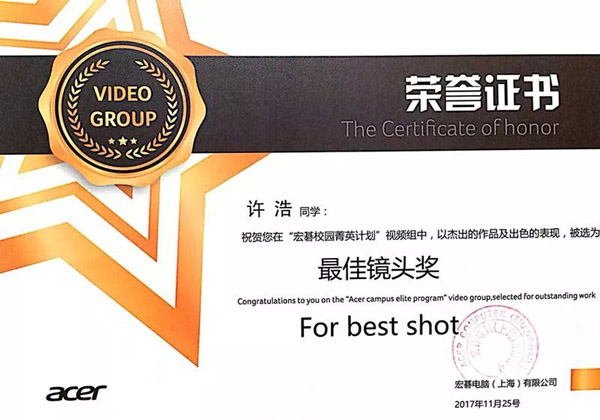 VIDEO
GROUP
荣誉证书
The Certificate of honor
许 浩 同学：
祝贺您在“宏碁校园菁英计划”视频组中，以杰出的作品及出色的表现，被选为
最佳镜头奖
Congratulations to you on the "Acer campus elite program" video group,selected for outstanding work
For best shot
acer
宏碁电脑（上海）有限公司
2017年11月25号